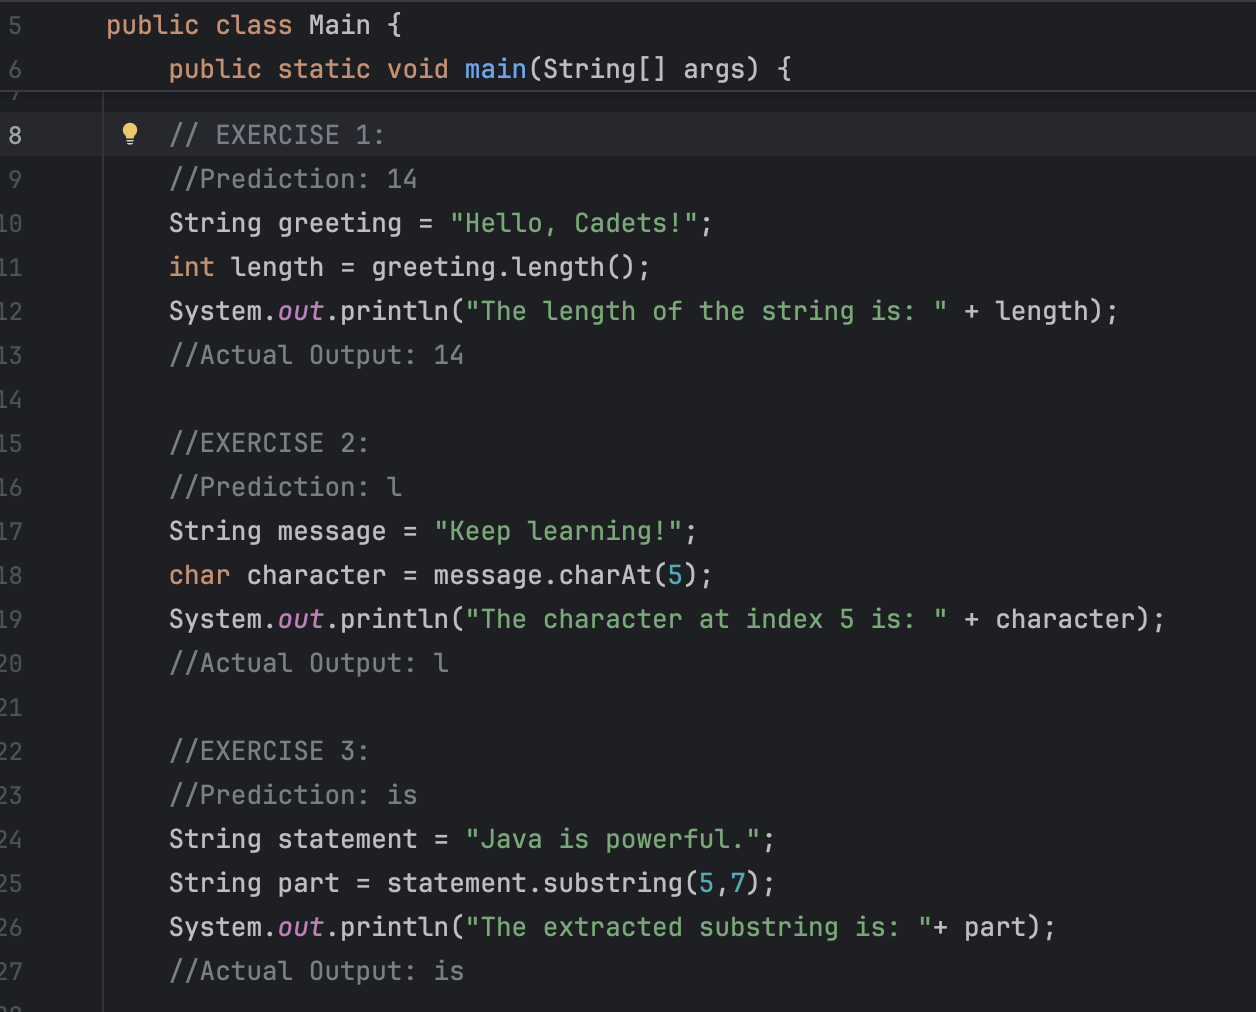 5 public class Main {
6 public static void main(String[] args) {
7
8 // EXERCISE 1:
9 //Prediction: 14
10 String greeting = "Hello, Cadets!";
11 int length = greeting.length();
12 System.out.println("The length of the string is: " + length);
13 //Actual Output: 14
14
15 //EXERCISE 2:
16 //Prediction: l
17 String message = "Keep learning!";
18 char character = message.charAt(5);
19 System.out.println("The character at index 5 is: " + character);
20 //Actual Output: l
21
22 //EXERCISE 3:
23 //Prediction: is
24 String statement = "Java is powerful.";
25 String part = statement.substring(5,7);
26 System.out.println("The extracted substring is: "+ part);
27 //Actual Output: is